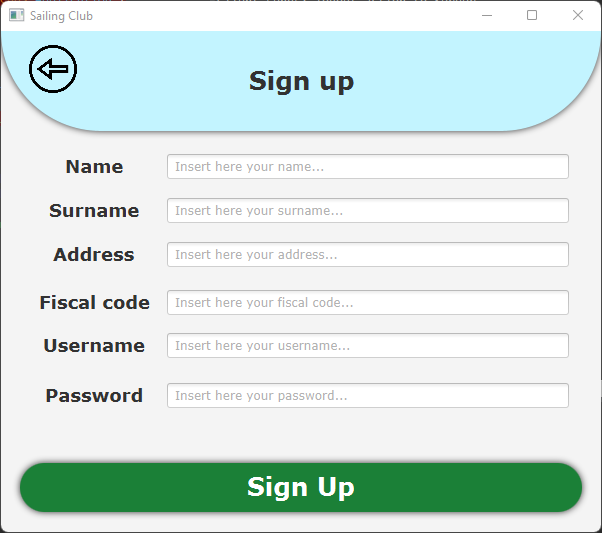 Sailing Club
Sign up
Name Insert here your name...
Surname Insert here your surname...
Address Insert here your address...
Fiscal code Insert here your fiscal code...
Username Insert here your username...
Password Insert here your password...
Sign Up